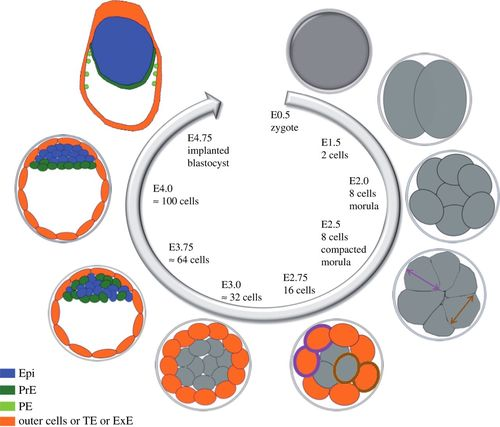 E0.5
zygote
E1.5
2 cells
E2.0
8 cells
morula
E2.5
8 cells
compacted
morula
E2.75
16 cells
E3.0
≈ 32 cells
E3.75
≈ 64 cells
E4.0
≈ 100 cells
E4.75
implanted
blastocyst
Epi
PrE
PE
outer cells or TE or ExE